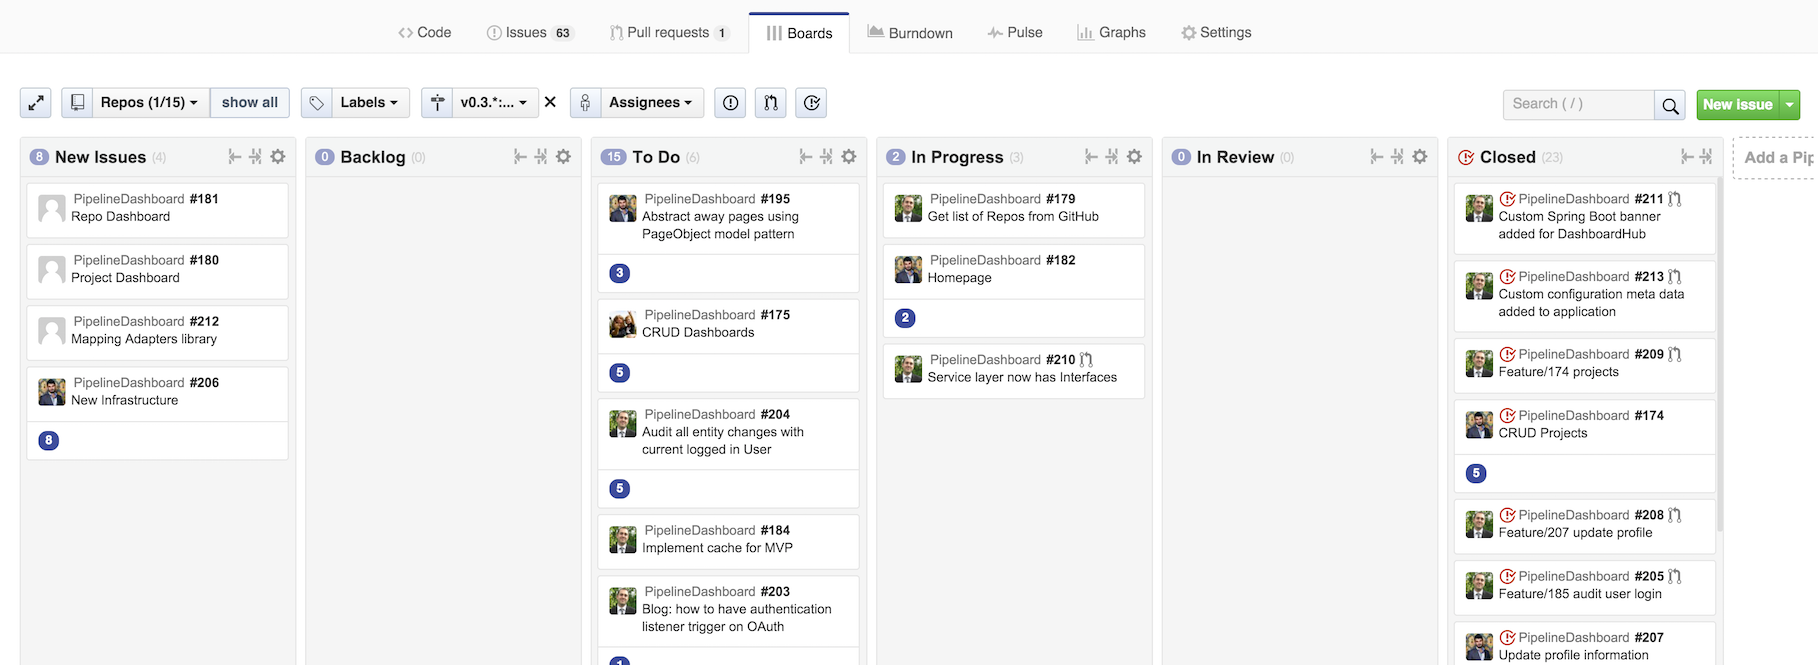 Code
Issues 63
Pull requests 1
Boards
Burndown
Pulse
Graphs
Settings
Repos (1/15)
show all
Labels
v0.3.*:...
Assignees
Search ( / )
New issue
8 New Issues (4)
PipelineDashboard #181
Repo Dashboard
PipelineDashboard #180
Project Dashboard
PipelineDashboard #212
Mapping Adapters library
PipelineDashboard #206
New Infrastructure
8
0 Backlog (0)
15 To Do (6)
PipelineDashboard #195
Abstract away pages using
PageObject model pattern
3
PipelineDashboard #175
CRUD Dashboards
5
PipelineDashboard #204
Audit all entity changes with
current logged in User
5
PipelineDashboard #184
Implement cache for MVP
PipelineDashboard #203
Blog: how to have authentication
listener trigger on OAuth
1
2 In Progress (3)
PipelineDashboard #179
Get list of Repos from GitHub
PipelineDashboard #182
Homepage
2
PipelineDashboard #210
Service layer now has Interfaces
0 In Review (0)
Closed (23)
PipelineDashboard #211
Custom Spring Boot banner
added for DashboardHub
PipelineDashboard #213
Custom configuration meta data
added to application
PipelineDashboard #209
Feature/174 projects
PipelineDashboard #174
CRUD Projects
5
PipelineDashboard #208
Feature/207 update profile
PipelineDashboard #205
Feature/185 audit user login
PipelineDashboard #207
Update profile information
Add a Pip